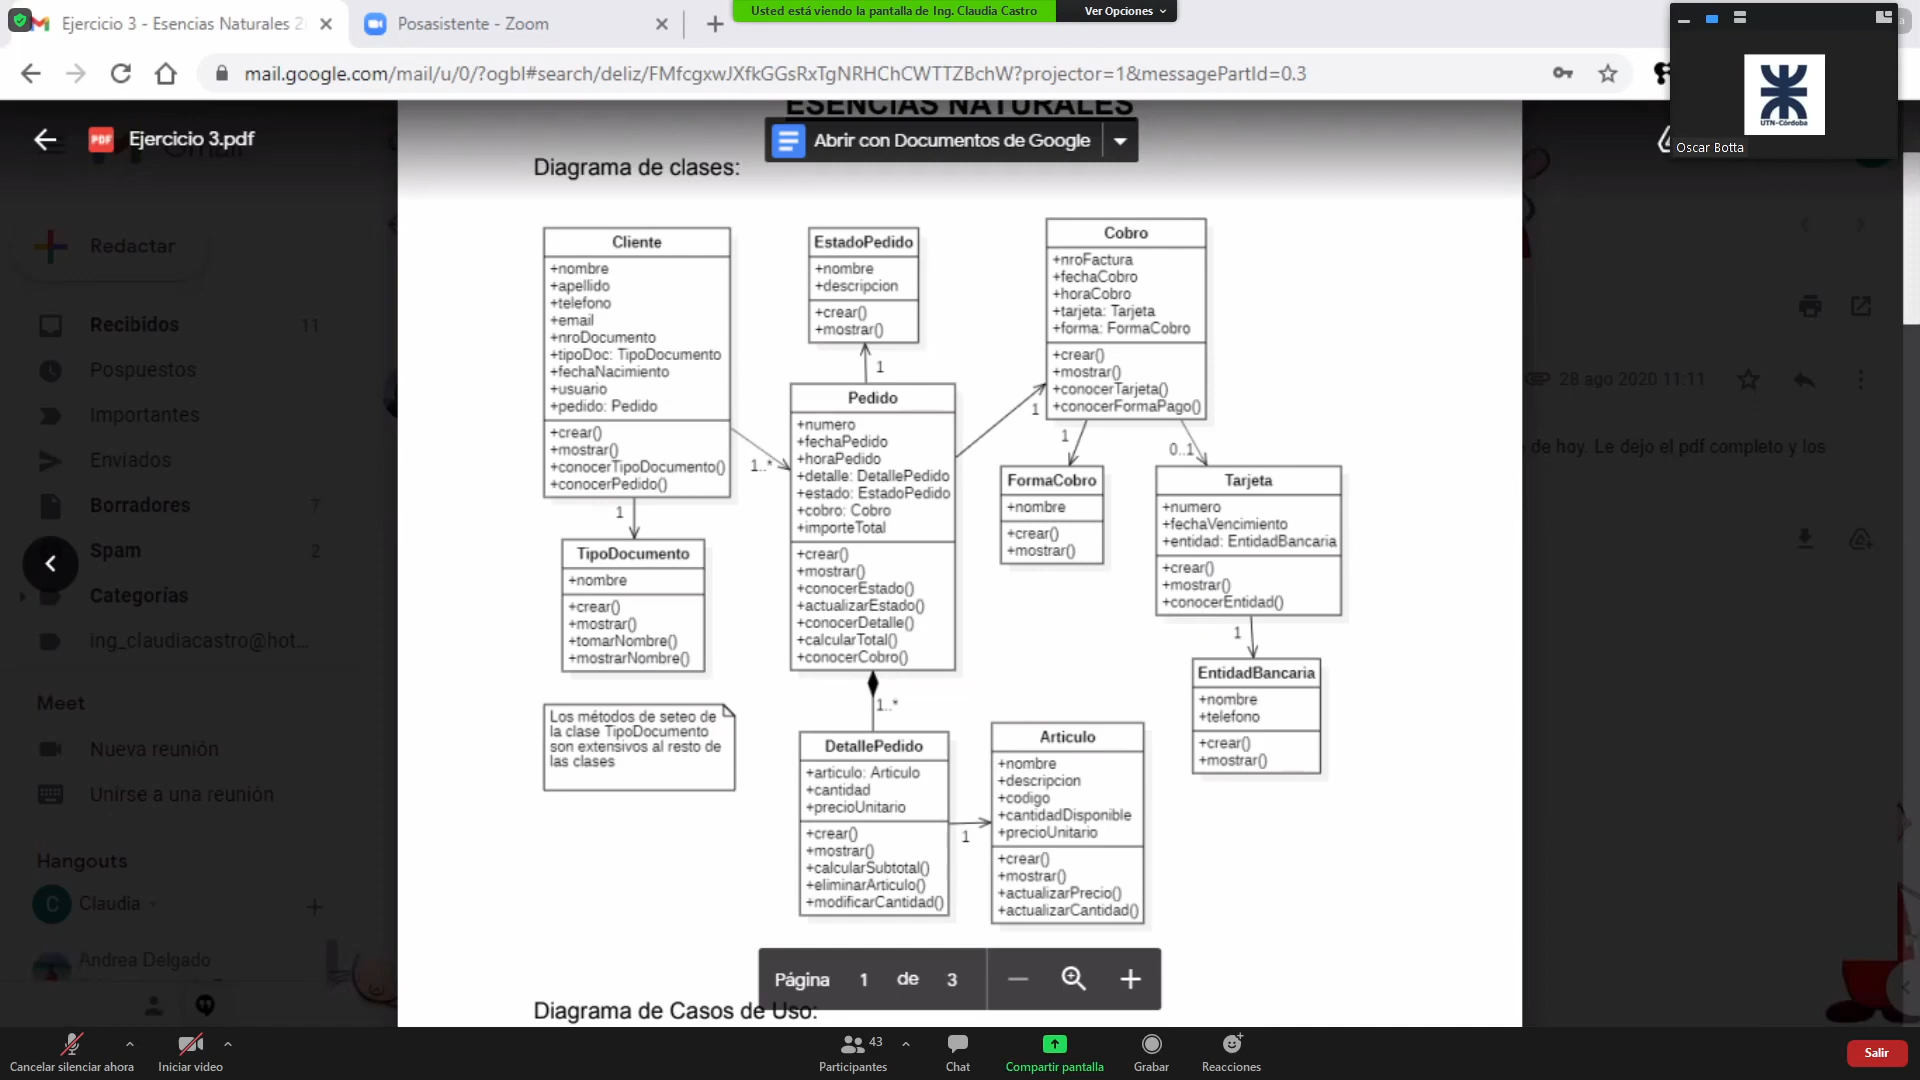 Usted está viendo la pantalla de Ing. Claudia Castro
Ver Opciones
Ejercicio 3 - Esencias Naturales 2
Posasistente - Zoom
mail.google.com/mail/u/0/?ogbl#search/deliz/FMfcgxwJXfkGGsRxTgNRHChCWTTZBchW?projector=1&messagePartId=0.3
UTN-Córdoba
Oscar Botta
ESENCIAS NATURALES
PDF
Ejercicio 3.pdf
Gmail
Abrir con Documentos de Google
Diagrama de clases:
Redactar
Recibidos 11
Pospuestos
Importantes
Enviados
Borradores 7
Spam 2
Categorías
ing_claudiacastro@hot...
Meet
Nueva reunión
Unirse a una reunión
Hangouts
C
Claudia
Andrea Delgado
28 ago 2020 11:11
de hoy. Le dejo el pdf completo y los
Cliente
+nombre
+apellido
+telefono
+email
+nroDocumento
+tipoDoc: TipoDocumento
+fechaNacimiento
+usuario
+pedido: Pedido
+crear()
+mostrar()
+conocerTipoDocumento()
+conocerPedido()
1..*
1
TipoDocumento
+nombre
+crear()
+mostrar()
+tomarNombre()
+mostrarNombre()
Los métodos de seteo de
la clase TipoDocumento
son extensivos al resto de
las clases
EstadoPedido
+nombre
+descripcion
+crear()
+mostrar()
1
Pedido
+numero
+fechaPedido
+horaPedido
+detalle: DetallePedido
+estado: EstadoPedido
+cobro: Cobro
+importeTotal
+crear()
+mostrar()
+conocerEstado()
+actualizarEstado()
+conocerDetalle()
+calcularTotal()
+conocerCobro()
1..*
DetallePedido
+articulo: Articulo
+cantidad
+precioUnitario
+crear()
+mostrar()
+calcularSubtotal()
+eliminarArticulo()
+modificarCantidad()
1
Articulo
+nombre
+descripcion
+codigo
+cantidadDisponible
+precioUnitario
+crear()
+mostrar()
+actualizarPrecio()
+actualizarCantidad()
Cobro
+nroFactura
+fechaCobro
+horaCobro
+tarjeta: Tarjeta
+forma: FormaCobro
+crear()
+mostrar()
+conocerTarjeta()
+conocerFormaPago()
1
1
0..1
FormaCobro
+nombre
+crear()
+mostrar()
Tarjeta
+numero
+fechaVencimiento
+entidad: EntidadBancaria
+crear()
+mostrar()
+conocerEntidad()
1
EntidadBancaria
+nombre
+telefono
+crear()
+mostrar()
Página 1 de 3
Diagrama de Casos de Uso:
Cancelar silenciar ahora
Iniciar video
43
Participantes
Chat
Compartir pantalla
Grabar
Reacciones
Salir